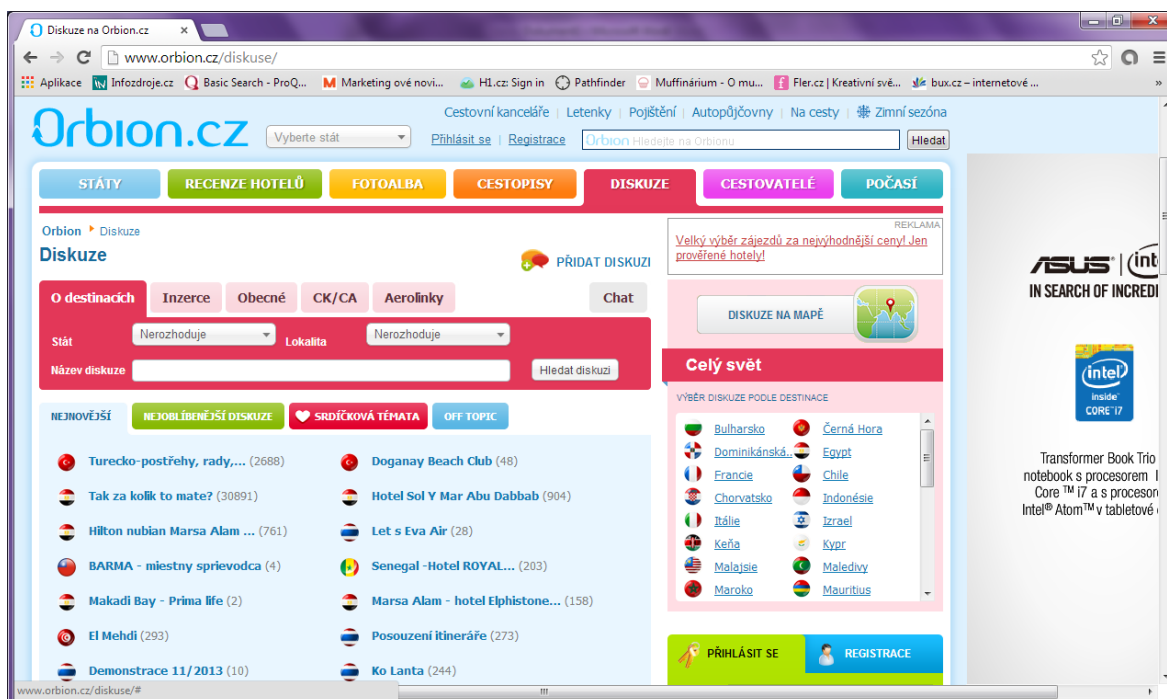 Diskuze na Orbion.cz
www.orbion.cz/diskuse/
Aplikace Infozdroje.cz Basic Search - ProQ... Marketing ové novi... H1.cz: Sign in Pathfinder Muffinárium - O mu... Fler.cz | Kreativní svě... bux.cz – internetové ... »
Cestovní kanceláře | Letenky | Pojištění | Autopůjčovny | Na cesty | Zimní sezóna
Orbion.cz Vyberte stát Přihlásit se | Registrace Orbion Hledejte na Orbionu Hledat
STÁTY RECENZE HOTELŮ FOTOALBA CESTOPISY DISKUZE CESTOVATELÉ POČASÍ
Orbion Diskuze
Diskuze
PŘIDAT DISKUZI
O destinacích Inzerce Obecné CK/CA Aerolinky Chat
Stát Nerozhoduje Lokalita Nerozhoduje
Název diskuze Hledat diskuzi
NEJNOVĚJŠÍ NEJOBLÍBENĚJŠÍ DISKUZE SRDÍČKOVÁ TÉMATA OFF TOPIC
Turecko-postřehy, rady,... (2688) Doganay Beach Club (48)
Tak za kolik to mate? (30891) Hotel Sol Y Mar Abu Dabbab (904)
Hilton nubian Marsa Alam ... (761) Let s Eva Air (28)
BARMA - miestny sprievodca (4) Senegal -Hotel ROYAL... (203)
Makadi Bay - Prima life (2) Marsa Alam - hotel Elphistone... (158)
El Mehdi (293) Posouzení itineráře (273)
Demonstrace 11/2013 (10) Ko Lanta (244)
www.orbion.cz/diskuse/#
REKLAMA
Velký výběr zájezdů za nejvýhodnější ceny! Jen
prověřené hotely!
DISKUZE NA MAPĚ
Celý svět
VÝBĚR DISKUZE PODLE DESTINACE
Bulharsko Černá Hora
Dominikánská.. Egypt
Francie Chile
Chorvatsko Indonésie
Itálie Izrael
Keňa Kypr
Malajsie Maledivy
Maroko Mauritius
PŘIHLÁSIT SE REGISTRACE
ASUS | (int
IN SEARCH OF INCREDI
intel
inside
CORE i7
Transformer Book Trio
notebook s procesorem I
Core ™ i7 a s procesor
Intel® Atom™ v tabletové